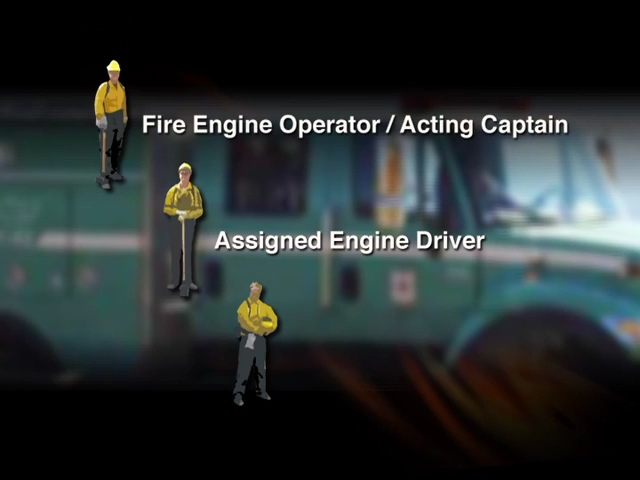 Fire Engine Operator / Acting Captain
Assigned Engine Driver